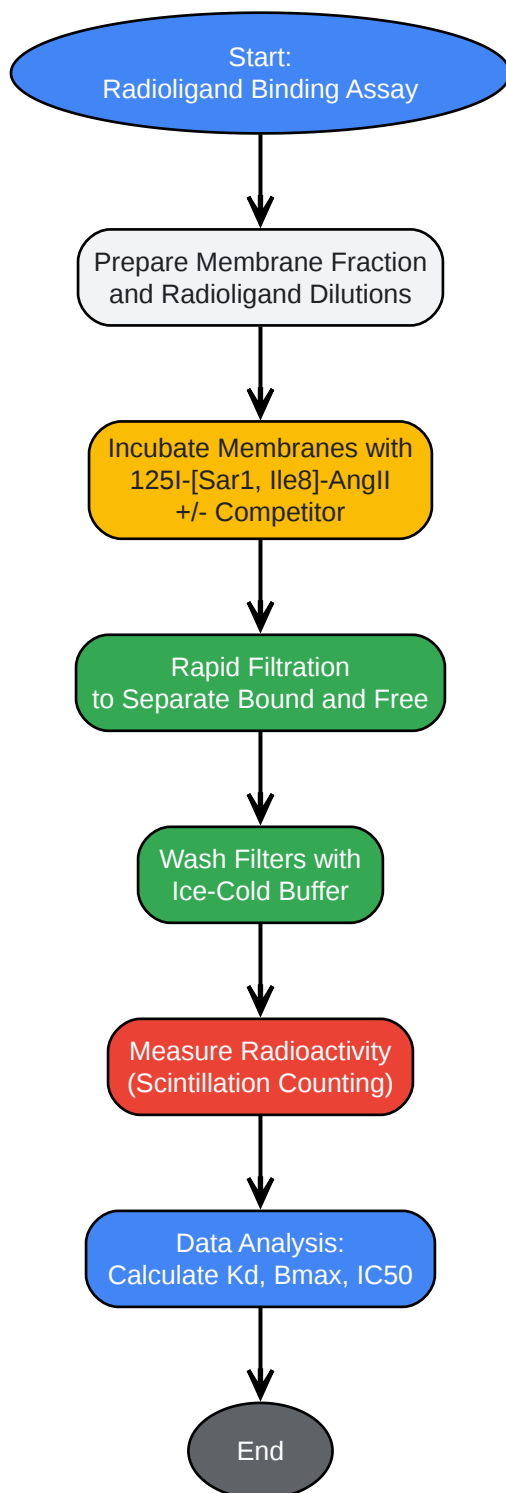 Start:
Radioligand Binding Assay
Prepare Membrane Fraction
and Radioligand Dilutions
Incubate Membranes with
125I-[Sar1, Ile8]-AngII
+/- Competitor
Rapid Filtration
to Separate Bound and Free
Wash Filters with
Ice-Cold Buffer
Measure Radioactivity
(Scintillation Counting)
Data Analysis:
Calculate Kd, Bmax, IC50
End